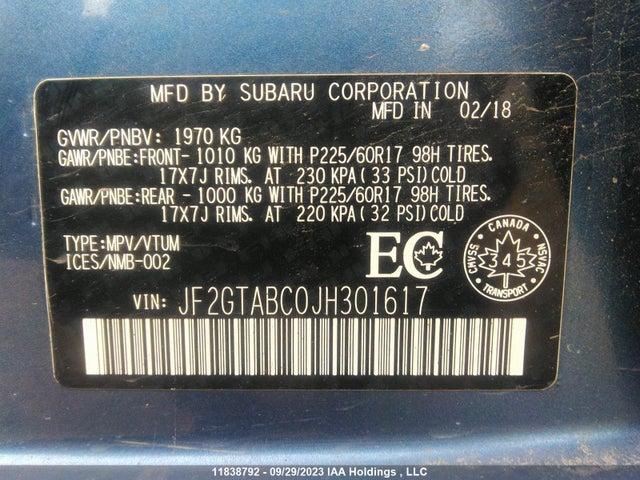 MFD BY SUBARU CORPORATION
MFD IN 02/18
GVWR/PNBV: 1970 KG
GAWR/PNBE:FRONT- 1010 KG WITH P225/60R17 98H TIRES.
17X7J RIMS. AT 230 KPA(33 PSI)COLD
GAWR/PNBE:REAR - 1000 KG WITH P225/60R17 98H TIRES.
17X7J RIMS. AT 220 KPA(32 PSI)COLD
TYPE:MPV/VTUM
ICES/NMB-002
EC
CANADA
CMVSS 345 NSVAC
TRANSPORT
VIN: JF2GTABC0JH301617
11838792 - 09/29/2023 IAA Holdings , LLC